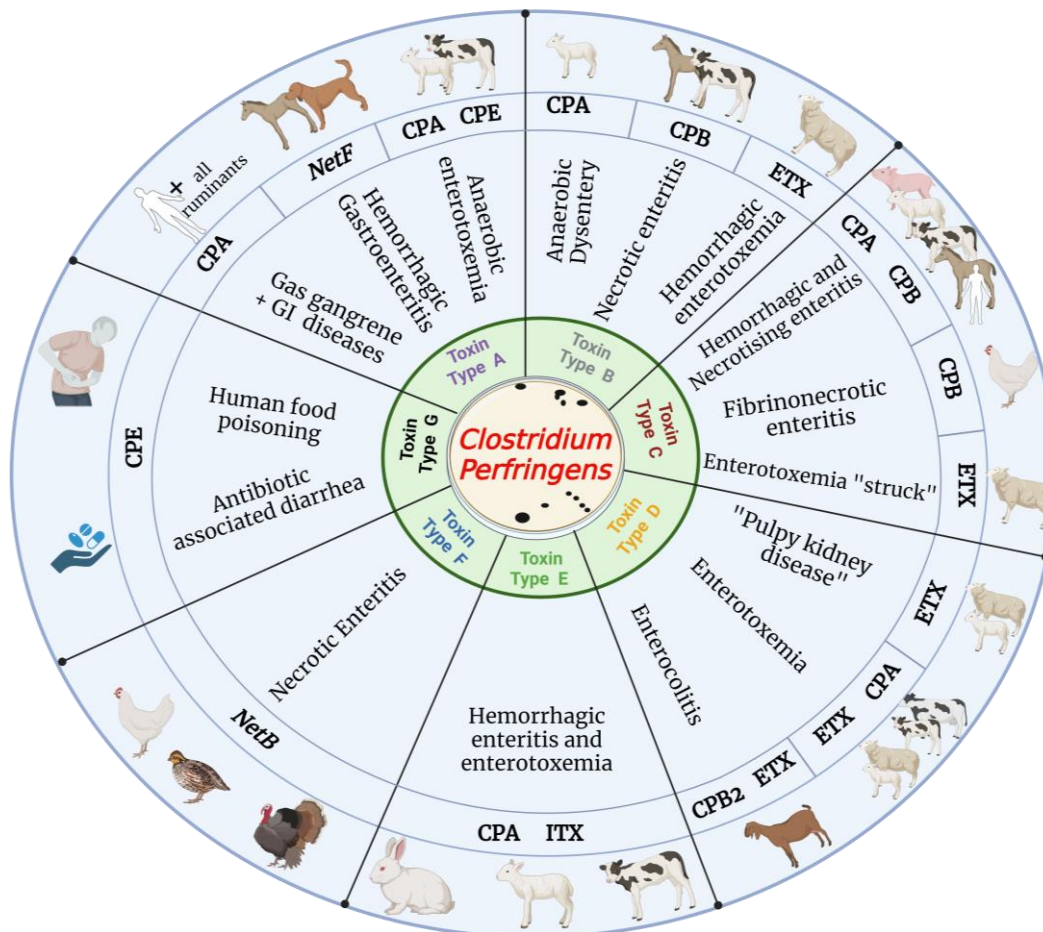 Clostridium
Perfringens
Toxin
Type A
CPA
+ all
ruminants
Gas gangrene
+ GI diseases
NetF
Hemorrhagic
Gastroenteritis
CPA CPE
Anaerobic
enterotoxemia
Toxin
Type B
CPA
Anaerobic
Dysentery
CPB
Necrotic enteritis
ETX
Hemorrhagic
enterotoxemia
Toxin
Type C
CPA
CPB
Hemorrhagic and
Necrotising enteritis
CPB
Fibrinonecrotic
enteritis
ETX
Enterotoxemia "struck"
Toxin
Type D
ETX
"Pulpy kidney
disease"
CPA
ETX
Enterotoxemia
CPB2 ETX
Enterocolitis
Toxin
Type E
CPA ITX
Hemorrhagic
enteritis and
enterotoxemia
Toxin
Type F
NetB
Necrotic Enteritis
Toxin
Type G
CPE
Human food
poisoning
Antibiotic
associated diarrhea